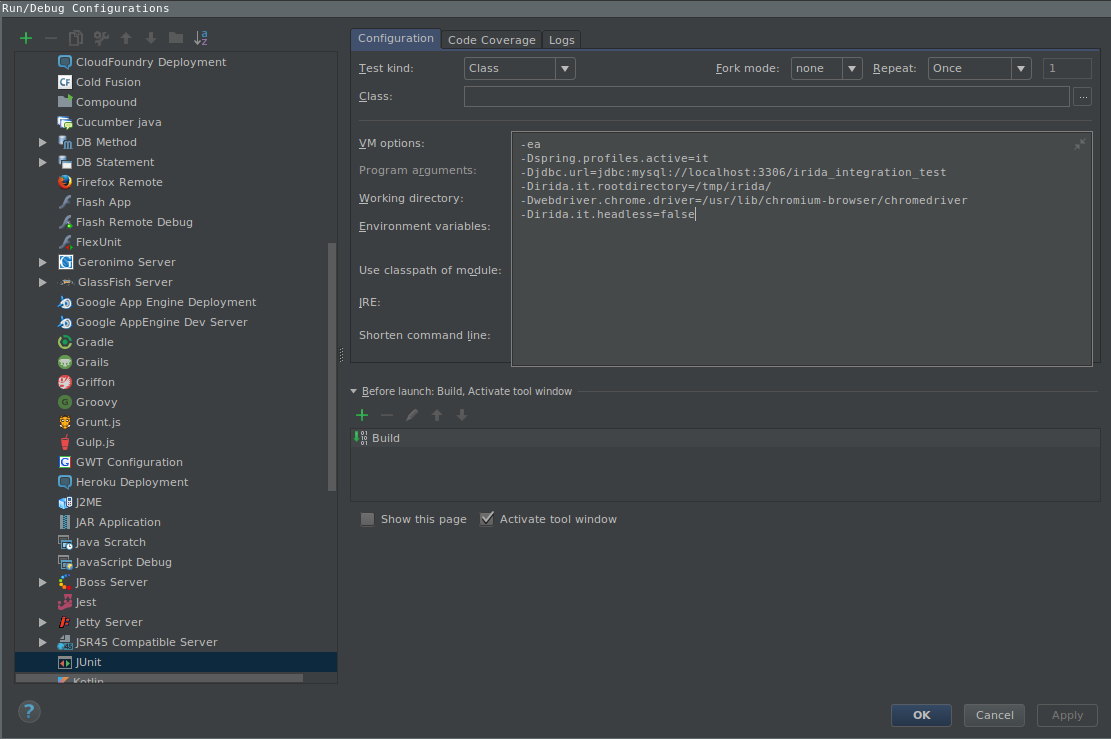 Run/Debug Configurations
CloudFoundry Deployment
Cold Fusion
Compound
Cucumber java
DB Method
DB Statement
Firefox Remote
Flash App
Flash Remote Debug
FlexUnit
Geronimo Server
GlassFish Server
Google App Engine Deployment
Google AppEngine Dev Server
Gradle
Grails
Griffon
Groovy
Grunt.js
Gulp.js
GWT Configuration
Heroku Deployment
J2ME
JAR Application
Java Scratch
JavaScript Debug
JBoss Server
Jest
Jetty Server
JSR45 Compatible Server
JUnit
Kotlin
Configuration Code Coverage Logs
Test kind: Class Fork mode: none Repeat: Once 1
Class: ...
VM options:
Program arguments:
Working directory:
Environment variables:
Use classpath of module:
JRE:
Shorten command line:
-ea
-Dspring.profiles.active=it
-Djdbc.url=jdbc:mysql://localhost:3306/irida_integration_test
-Dirida.it.rootdirectory=/tmp/irida/
-Dwebdriver.chrome.driver=/usr/lib/chromium-browser/chromedriver
-Dirida.it.headless=false
Before launch: Build, Activate tool window
Build
Show this page Activate tool window
? OK Cancel Apply